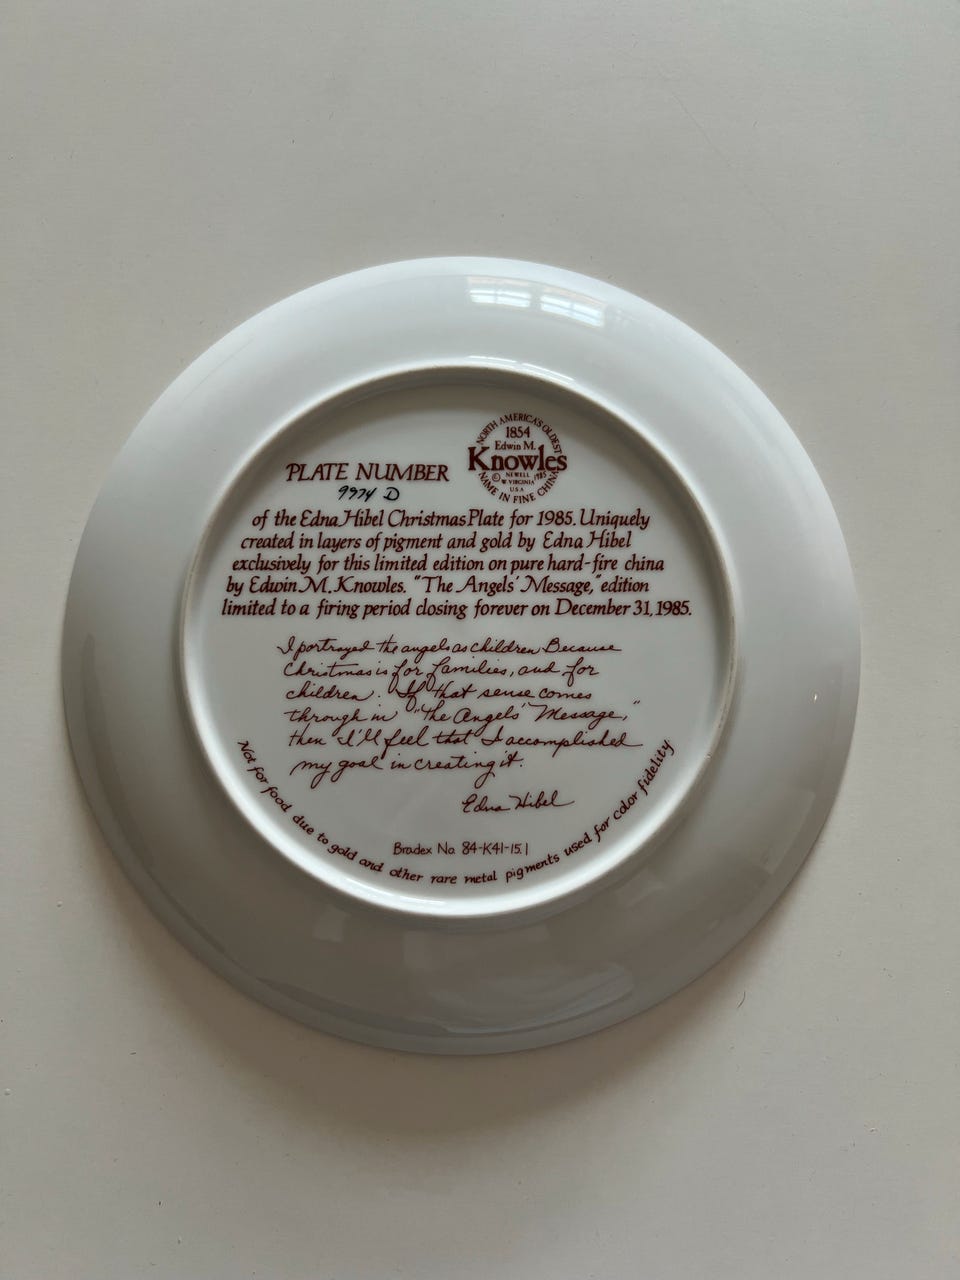 NORTH AMERICA'S OLDEST
1854
Edwin M.
Knowles
© NEWELL 1985
W. VIRGINIA
U.S.A
NAME IN FINE CHINA
PLATE NUMBER
9974 D
of the Edna Hibel Christmas Plate for 1985. Uniquely
created in layers of pigment and gold by Edna Hibel
exclusively for this limited edition on pure hard-fire china
by Edwin M. Knowles. "The Angels' Message," edition
limited to a firing period closing forever on December 31, 1985.
I portrayed the angels as children Because
Christmas is for families, and for
children. If that sense comes
through in "The Angels' Message,"
then I'll feel that I accomplished
my goal in creating it.
Edna Hibel
Bradex No. 84-K41-15.1
Not for food due to gold and other rare metal pigments used for color fidelity